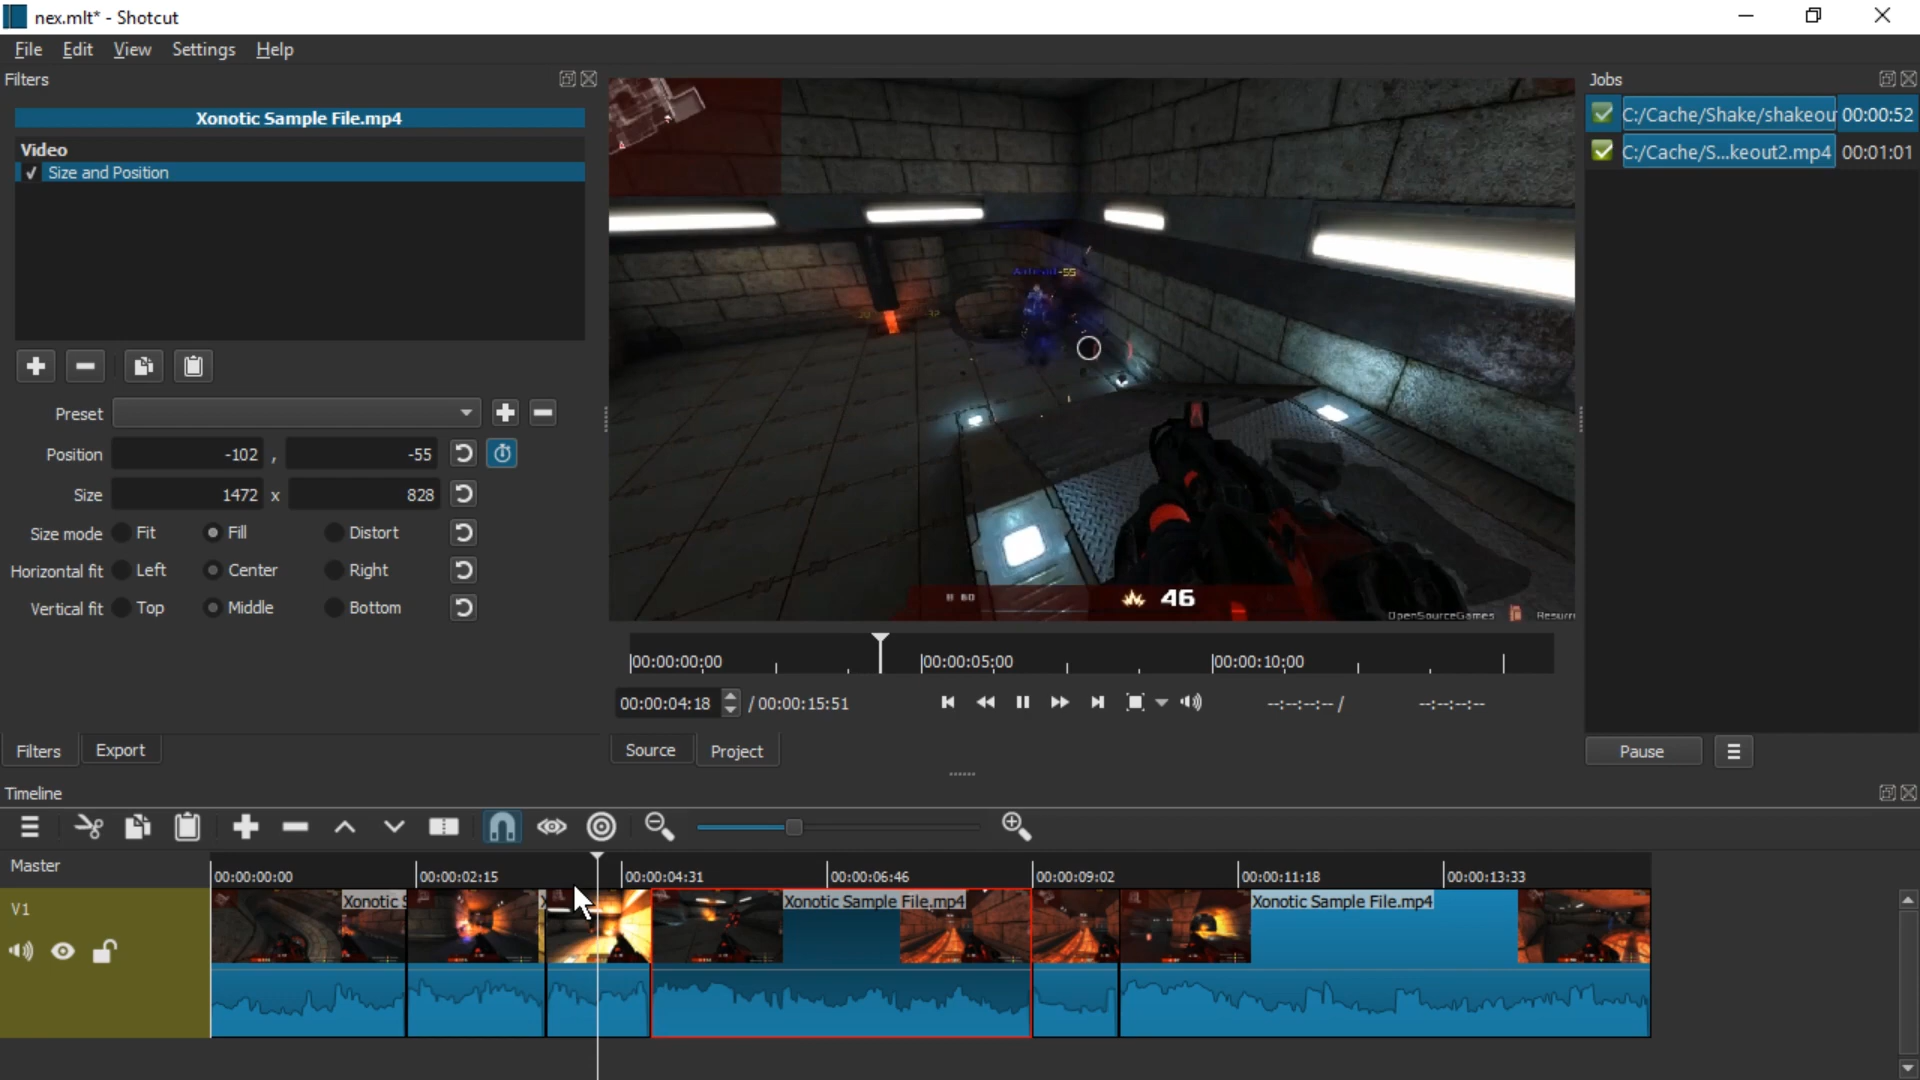 nex.mlt* - Shotcut
File Edit View Settings Help
Filters
Xonotic Sample File.mp4
Video
Size and Position
Preset
Position -102 , -55
Size 1472 x 828
Size mode Fit Fill Distort
Horizontal fit Left Center Right
Vertical fit Top Middle Bottom
Filters Export
-55
60
46
OpenSourceGames
Resurr
00:00:00;00 00:00:05;00 00:00:10;00
00:00:04:18 / 00:00:15:51 --:--:--:-- / --:--:--:--
Source Project
Jobs
C:/Cache/Shake/shakeou 00:00:52
C:/Cache/S...keout2.mp4 00:01:01
Pause
Timeline
Master
00:00:00:00 00:00:02:15 00:00:04:31 00:00:06:46 00:00:09:02 00:00:11:18 00:00:13:33
V1
Xonotic S
X
Xonotic Sample File.mp4
Xonotic Sample File.mp4